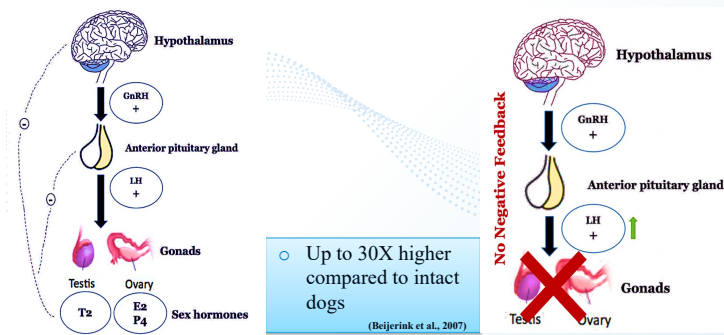 Hypothalamus
GnRH
+
-
Anterior pituitary gland
-
LH
+
Gonads
Testis
Ovary
T2
E2
P4
Sex hormones
Up to 30X higher
compared to intact
dogs
(Beijerink et al., 2007)
No Negative Feedback
Hypothalamus
GnRH
+
Anterior pituitary gland
LH
+
Gonads
Testis
Ovary